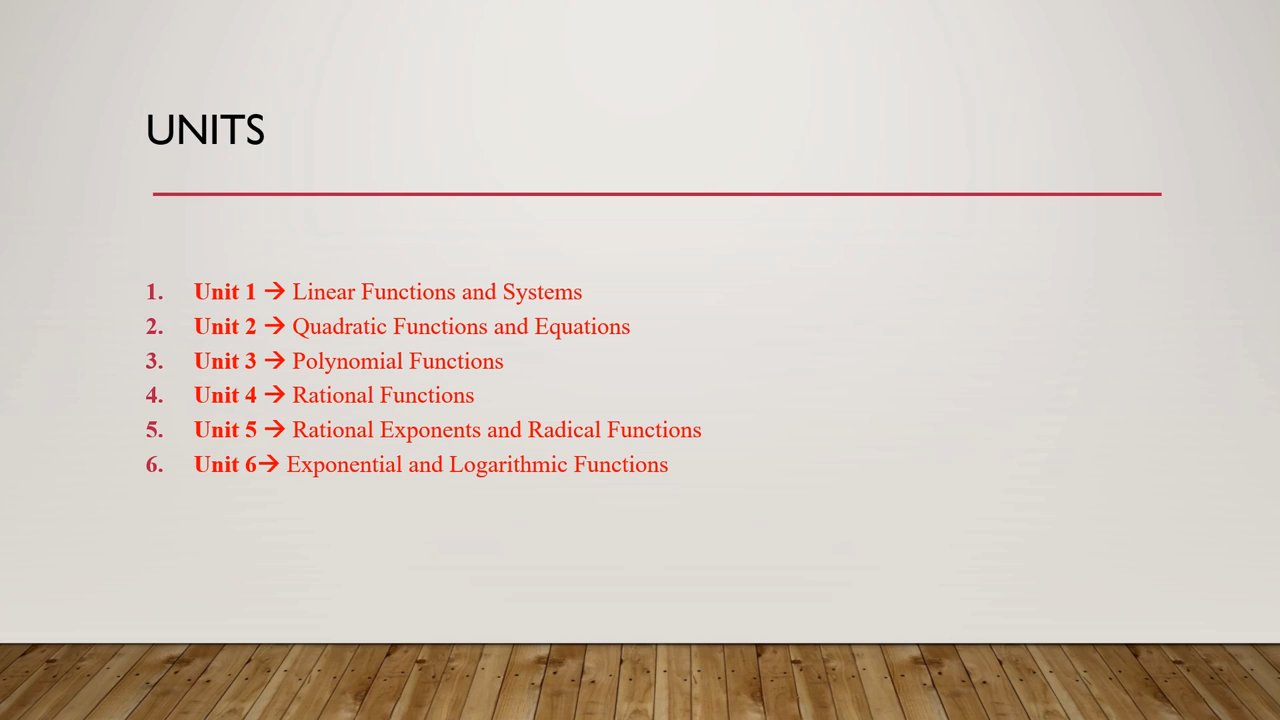 UNITS
1. Unit 1 → Linear Functions and Systems
2. Unit 2 → Quadratic Functions and Equations
3. Unit 3 → Polynomial Functions
4. Unit 4 → Rational Functions
5. Unit 5 → Rational Exponents and Radical Functions
6. Unit 6→ Exponential and Logarithmic Functions